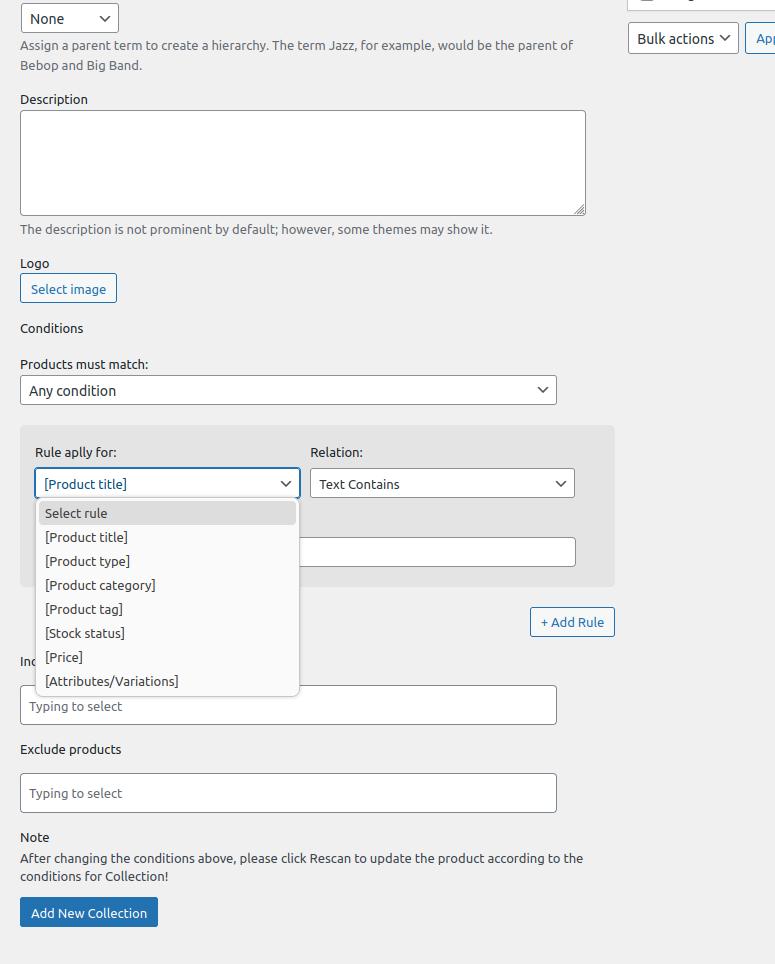 None
Bulk actions
Assign a parent term to create a hierarchy. The term Jazz, for example, would be the parent of
Bebop and Big Band.
Description
The description is not prominent by default; however, some themes may show it.
Logo
Select image
Conditions
Products must match:
Any condition
Rule aplly for:
Relation:
[Product title]
Text Contains
Select rule
[Product title]
[Product type]
[Product category]
[Product tag]
[Stock status]
[Price]
[Attributes/Variations]
+ Add Rule
Typing to select
Exclude products
Typing to select
Note
After changing the conditions above, please click Rescan to update the product according to the
conditions for Collection!
Add New Collection